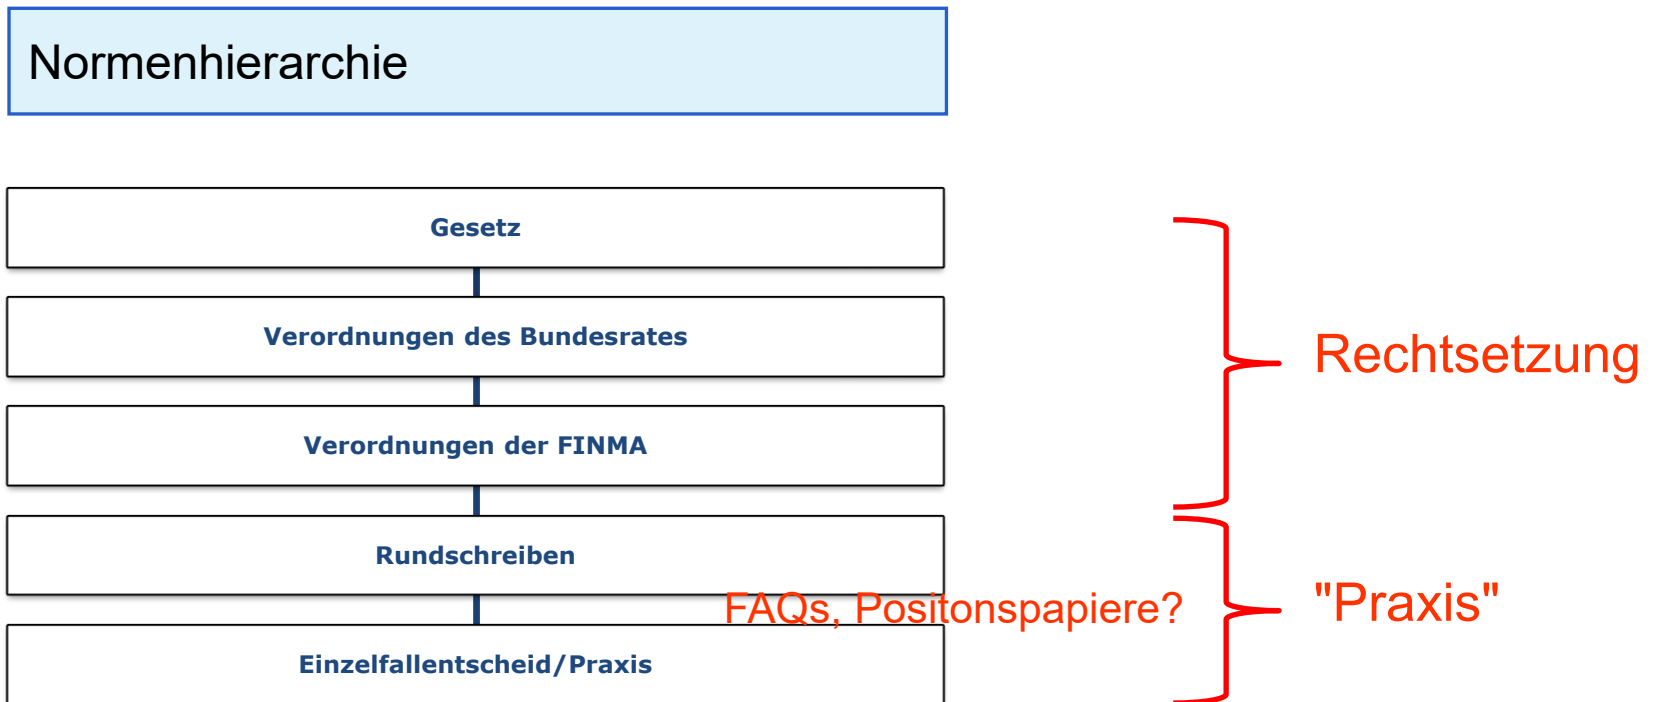 Normenhierarchie
Gesetz
Verordnungen des Bundesrates
Rechtsetzung
Verordnungen der FINMA
Rundschreiben
FAQs, Positonspapiere?
"Praxis"
Einzelfallentscheid/Praxis